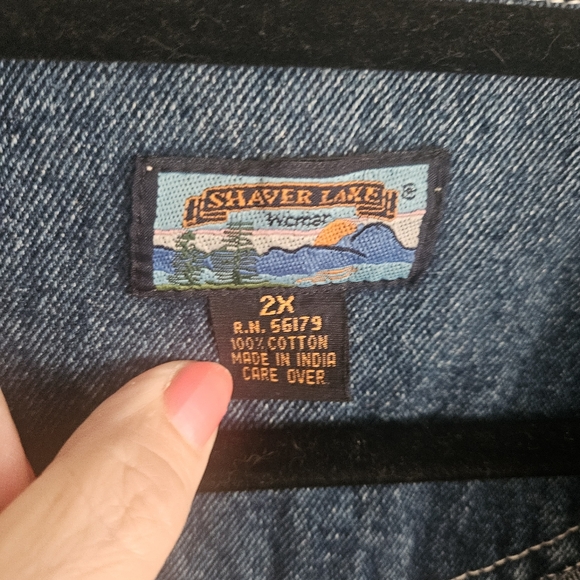 SHAVER LAKE ®
Woman
2X
R.N. 56179
100% COTTON
MADE IN INDIA
CARE OVER